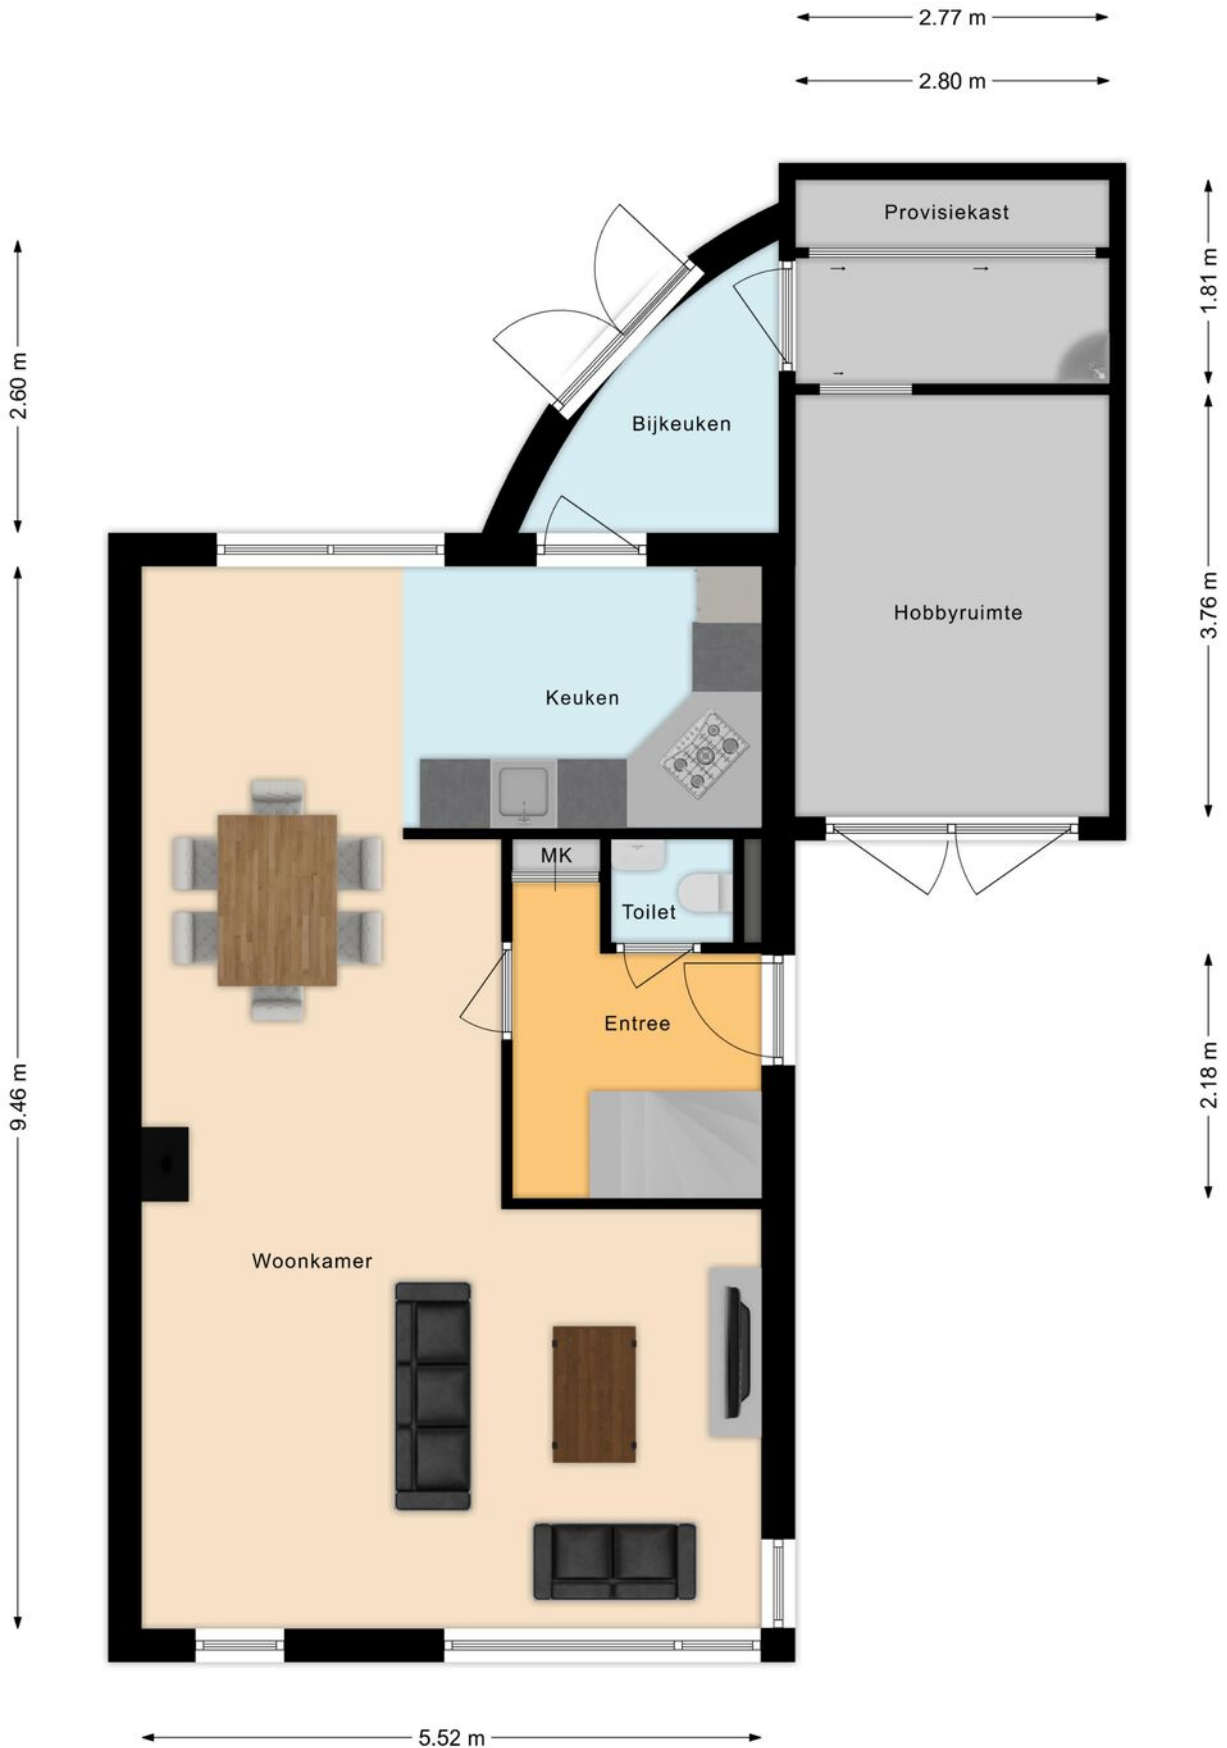 2.77 m
2.80 m
Provisiekast
1.81 m
2.60 m
Bijkeuken
3.76 m
Hobbyruimte
Keuken
MK
Toilet
Entree
9.46 m
2.18 m
Woonkamer
5.52 m